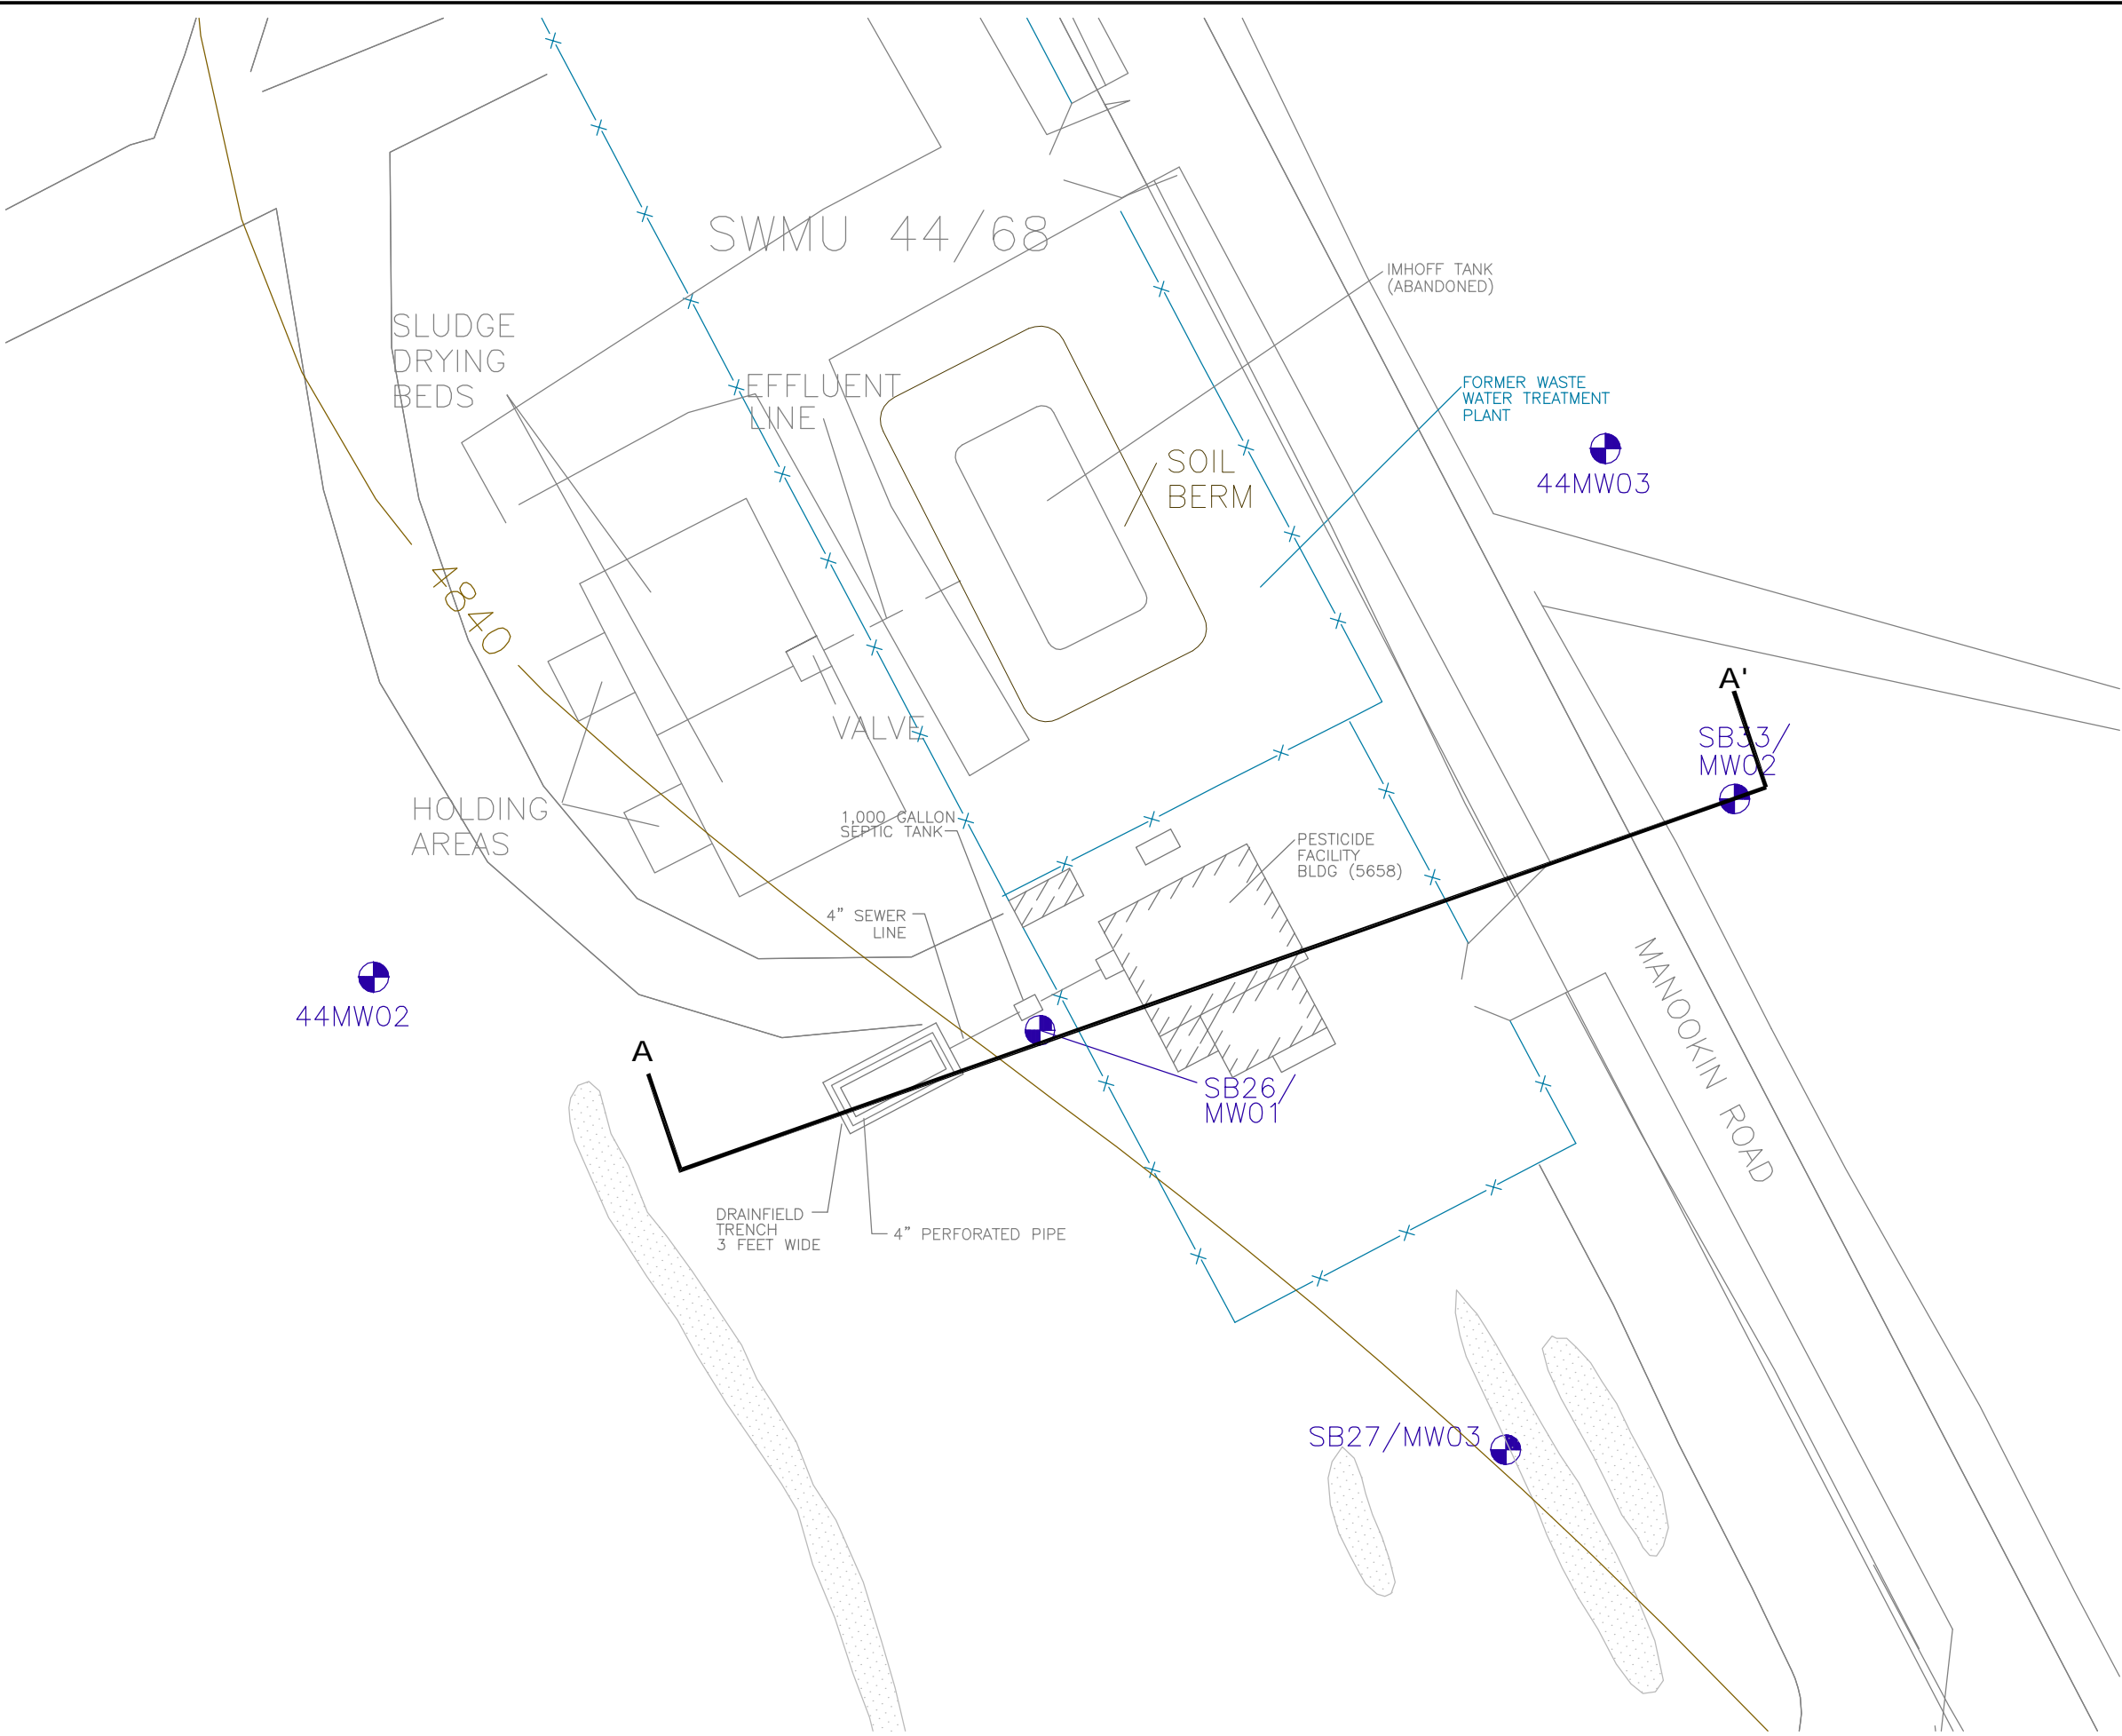 SWMU 44/68
IMHOFF TANK
(ABANDONED)
SLUDGE
DRYING
BEDS
EFFLUENT
LINE
FORMER WASTE
WATER TREATMENT
PLANT
SOIL
BERM
44MW03
4840
A'
SB33/
MW02
VALVE
HOLDING
AREAS
1,000 GALLON
SEPTIC TANK
PESTICIDE
FACILITY
BLDG (5658)
4" SEWER
LINE
MANOOKIN ROAD
44MW02
A
SB26/
MW01
DRAINFIELD
TRENCH
3 FEET WIDE
4" PERFORATED PIPE
SB27/MW03